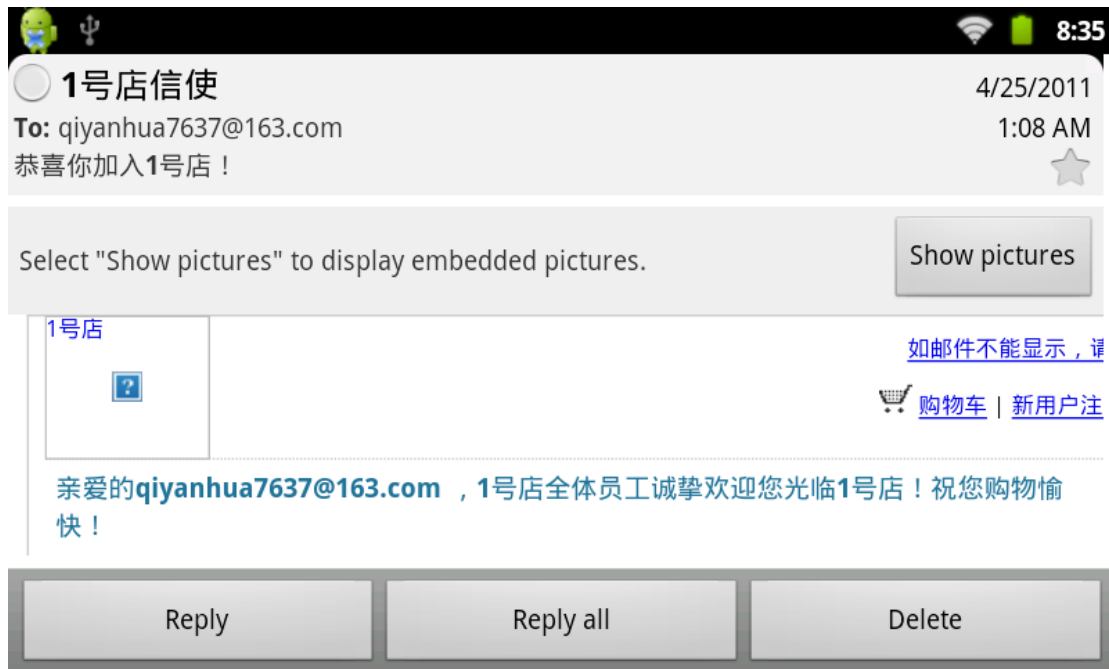 8:35
1号店信使
4/25/2011
To: qiyanhua7637@163.com
1:08 AM
恭喜你加入1号店！
Select "Show pictures" to display embedded pictures.
Show pictures
1号店
如邮件不能显示，请
购物车 | 新用户注
亲爱的qiyanhua7637@163.com ，1号店全体员工诚挚欢迎您光临1号店！祝您购物愉
快！
Reply
Reply all
Delete